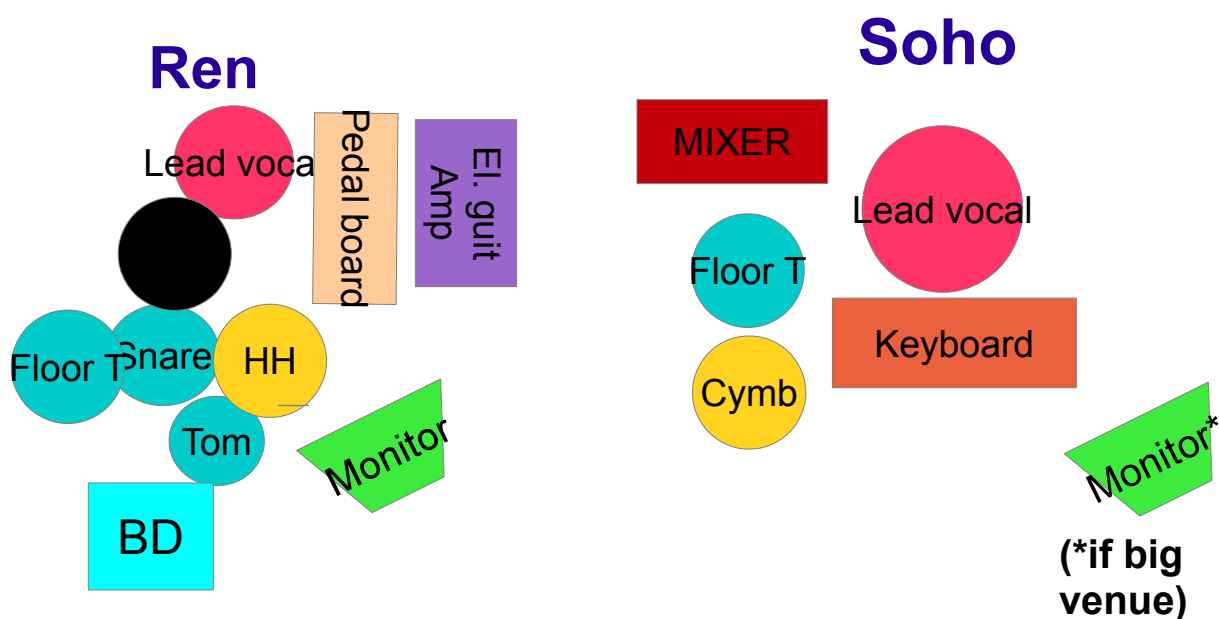 Ren
Lead voca
Pedal board
El. guit
Amp
Floor T
Snare
HH
Tom
Monitor
BD
Soho
MIXER
Lead vocal
Floor T
Keyboard
Cymb
Monitor*
(*if big
venue)